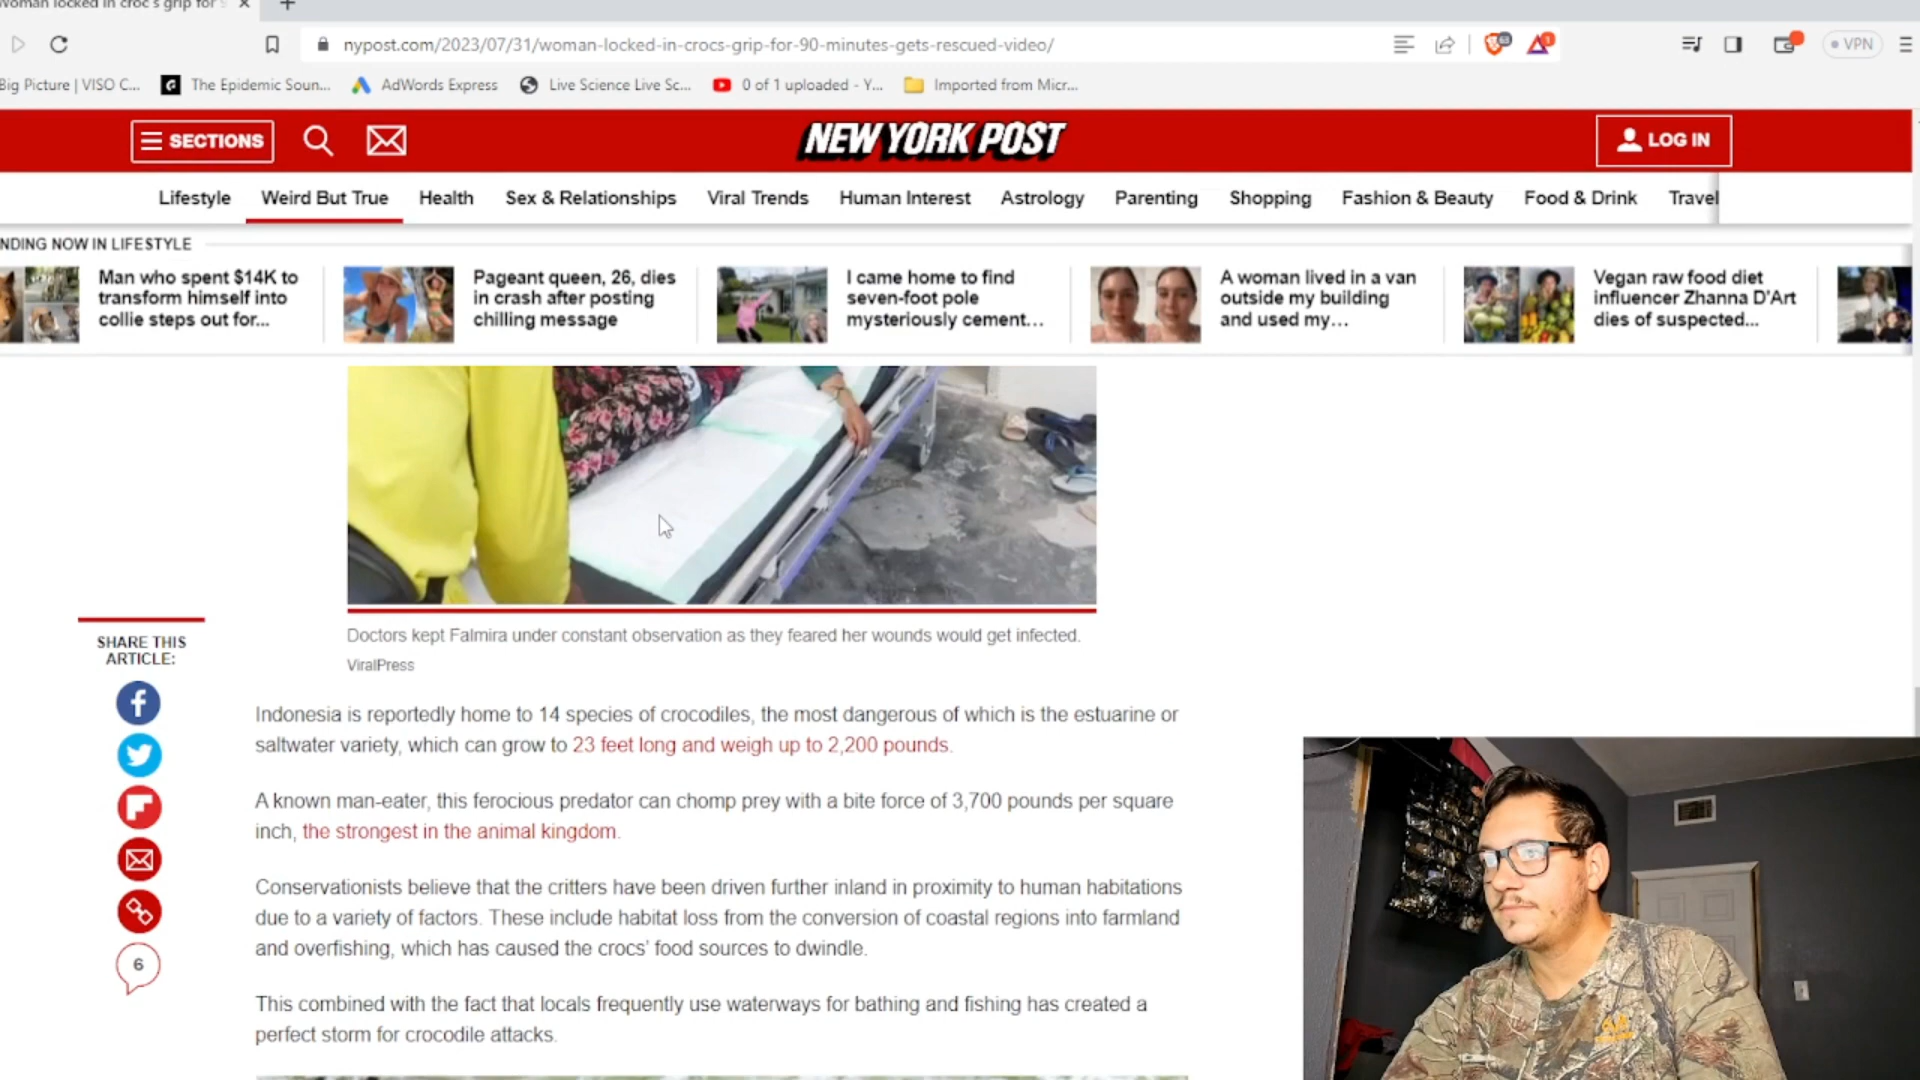 Woman locked in croc's grip for
nypost.com/2023/07/31/woman-locked-in-crocs-grip-for-90-minutes-gets-rescued-video/
VPN
Big Picture | VISO C...
The Epidemic Soun...
AdWords Express
Live Science Live Sc...
0 of 1 uploaded - Y...
Imported from Micr...
SECTIONS
NEW YORK POST
LOG IN
Lifestyle
Weird But True
Health
Sex & Relationships
Viral Trends
Human Interest
Astrology
Parenting
Shopping
Fashion & Beauty
Food & Drink
Travel
NDING NOW IN LIFESTYLE
Man who spent $14K to
transform himself into
collie steps out for...
Pageant queen, 26, dies
in crash after posting
chilling message
I came home to find
seven-foot pole
mysteriously cement...
A woman lived in a van
outside my building
and used my...
Vegan raw food diet
influencer Zhanna D'Art
dies of suspected...
Doctors kept Falmira under constant observation as they feared her wounds would get infected.
ViralPress
SHARE THIS
ARTICLE:
6
Indonesia is reportedly home to 14 species of crocodiles, the most dangerous of which is the estuarine or
saltwater variety, which can grow to 23 feet long and weigh up to 2,200 pounds.
A known man-eater, this ferocious predator can chomp prey with a bite force of 3,700 pounds per square
inch, the strongest in the animal kingdom.
Conservationists believe that the critters have been driven further inland in proximity to human habitations
due to a variety of factors. These include habitat loss from the conversion of coastal regions into farmland
and overfishing, which has caused the crocs' food sources to dwindle.
This combined with the fact that locals frequently use waterways for bathing and fishing has created a
perfect storm for crocodile attacks.